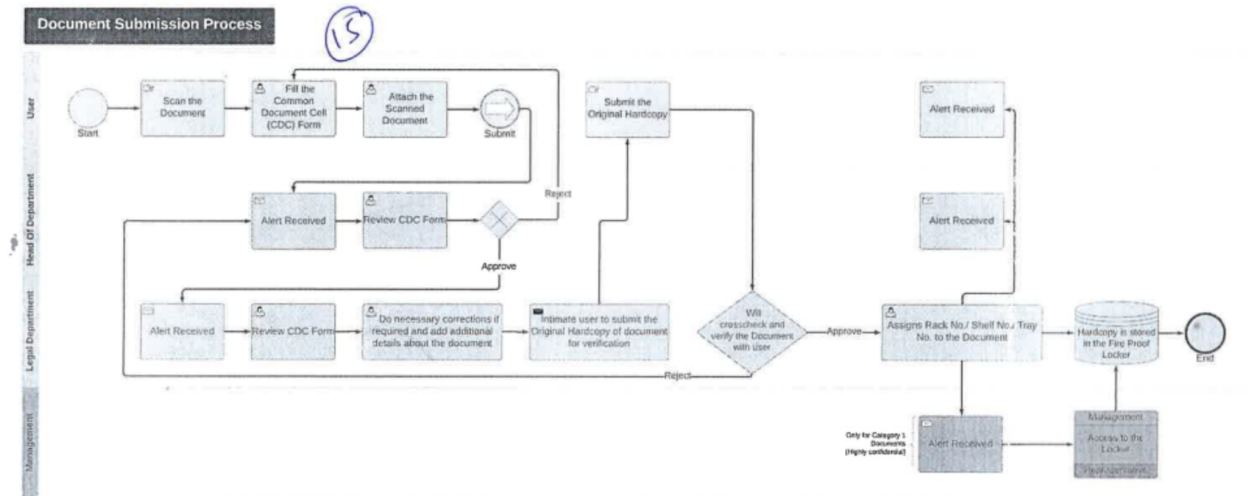 Document Submission Process
15
User
Start
Scan the
Document
Fill the
Common
Document Cell
(CDC) Form
Attach the
Scanned
Document
Submit
Submit the
Original Hardcopy
Alert Received
Head Of Department
Alert Received
Review CDC Form
Reject
Approve
Alert Received
Legal Department
Alert Received
Review CDC Form
Do necessary corrections if
required and add additional
details about the document
Intimate user to submit the
Original Hardcopy of document
for verification
Will
crosscheck and
verify the Document
with user
Approve
Reject
Assigns Rack No./ Shelf No./ Tray
No. to the Document
Hardcopy is stored
in the Fire Proof
Locker
End
Management
Only for Category 1
Documents
(Highly confidential)
Alert Received
Management
Access to the
Locker